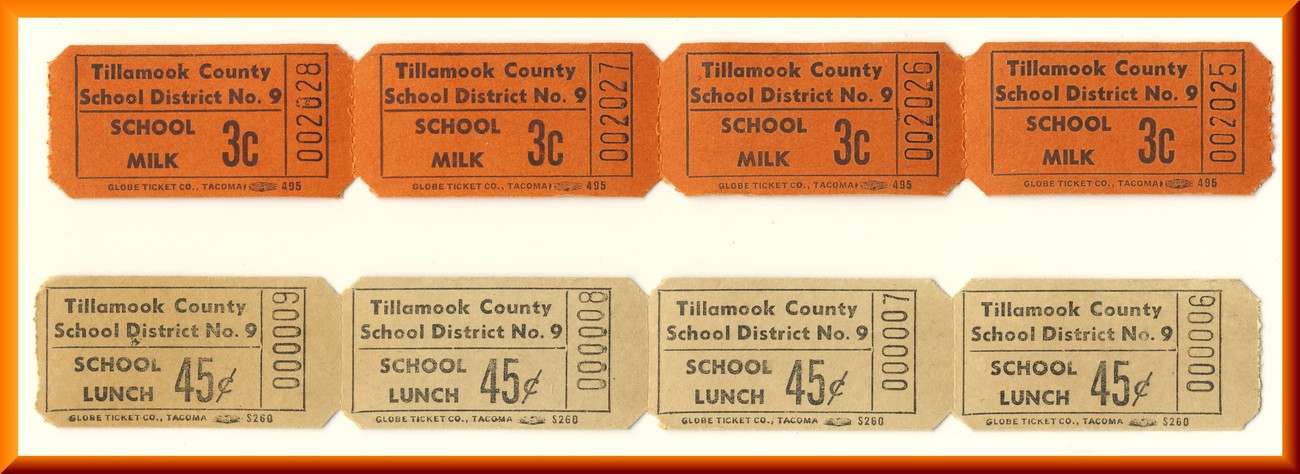 Tillamook County
School District No. 9
SCHOOL
MILK
3c
002028
GLOBE TICKET CO., TACOMA 495
Tillamook County
School District No. 9
SCHOOL
MILK
3c
002027
GLOBE TICKET CO., TACOMA 495
Tillamook County
School District No. 9
SCHOOL
MILK
3c
002026
GLOBE TICKET CO., TACOMA 495
Tillamook County
School District No. 9
SCHOOL
MILK
3c
002025
GLOBE TICKET CO., TACOMA 495
Tillamook County
School District No. 9
SCHOOL
LUNCH
45¢
000009
GLOBE TICKET CO., TACOMA S260
Tillamook County
School District No. 9
SCHOOL
LUNCH
45¢
000008
GLOBE TICKET CO., TACOMA S260
Tillamook County
School District No. 9
SCHOOL
LUNCH
45¢
000007
GLOBE TICKET CO., TACOMA S260
Tillamook County
School District No. 9
SCHOOL
LUNCH
45¢
000006
GLOBE TICKET CO., TACOMA S260